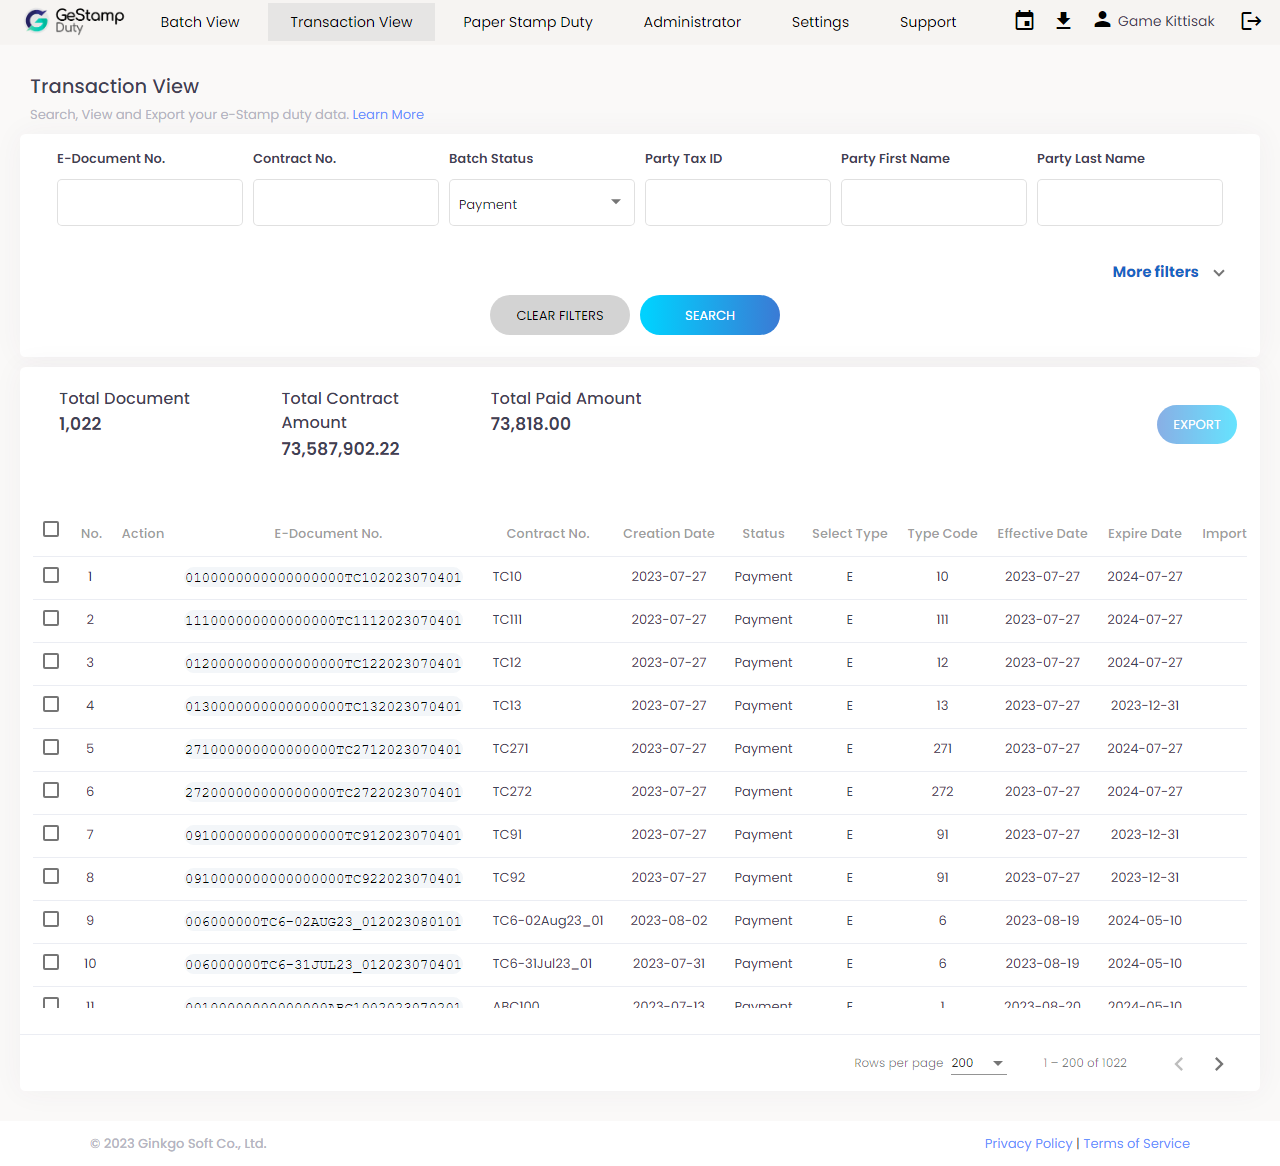 GeStamp Duty Batch View Transaction View Paper Stamp Duty Administrator Settings Support Game Kittisak
Transaction View
Search, View and Export your e-Stamp duty data. Learn More
E-Document No. Contract No. Batch Status Party Tax ID Party First Name Party Last Name
Payment
More filters
CLEAR FILTERS SEARCH
Total Document Total Contract Amount Total Paid Amount
1,022 73,587,902.22 73,818.00
EXPORT
No. Action E-Document No. Contract No. Creation Date Status Select Type Type Code Effective Date Expire Date Import
1 0100000000000000000TC102023070401 TC10 2023-07-27 Payment E 10 2023-07-27 2024-07-27
2 111000000000000000TC1112023070401 TC111 2023-07-27 Payment E 111 2023-07-27 2024-07-27
3 0120000000000000000TC122023070401 TC12 2023-07-27 Payment E 12 2023-07-27 2024-07-27
4 0130000000000000000TC132023070401 TC13 2023-07-27 Payment E 13 2023-07-27 2023-12-31
5 271000000000000000TC2712023070401 TC271 2023-07-27 Payment E 271 2023-07-27 2024-07-27
6 272000000000000000TC2722023070401 TC272 2023-07-27 Payment E 272 2023-07-27 2024-07-27
7 0910000000000000000TC912023070401 TC91 2023-07-27 Payment E 91 2023-07-27 2023-12-31
8 0910000000000000000TC922023070401 TC92 2023-07-27 Payment E 91 2023-07-27 2023-12-31
9 006000000TC6-02AUG23_012023080101 TC6-02Aug23_01 2023-08-02 Payment E 6 2023-08-19 2024-05-10
10 006000000TC6-31JUL23_012023070401 TC6-31Jul23_01 2023-07-31 Payment E 6 2023-08-19 2024-05-10
11 00100000000000000ABC1002023070201 ABC100 2023-07-13 Payment E 1 2023-08-20 2024-05-10
Rows per page 200 1 – 200 of 1022
© 2023 Ginkgo Soft Co., Ltd. Privacy Policy | Terms of Service